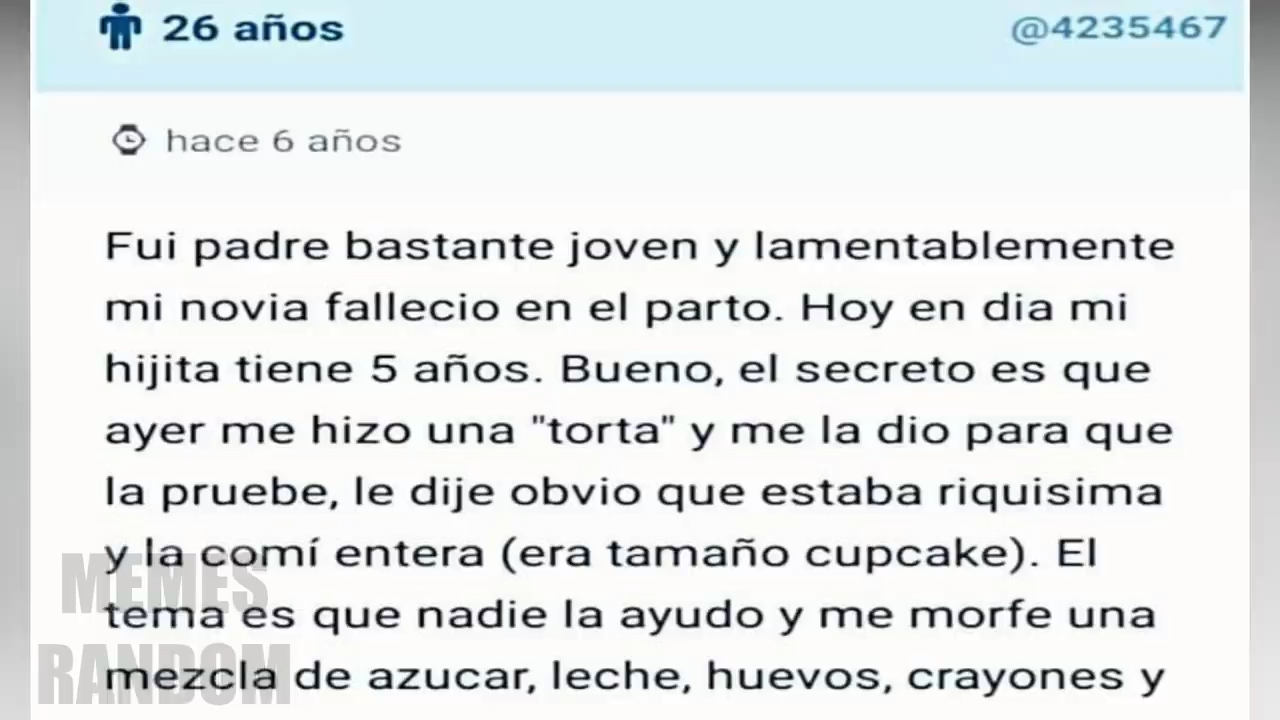 26 años @4235467
hace 6 años
Fui padre bastante joven y lamentablemente
mi novia fallecio en el parto. Hoy en dia mi
hijita tiene 5 años. Bueno, el secreto es que
ayer me hizo una "torta" y me la dio para que
la pruebe, le dije obvio que estaba riquisima
y la comí entera (era tamaño cupcake). El
tema es que nadie la ayudo y me morfe una
mezcla de azucar, leche, huevos, crayones y
MEMES
RANDOM